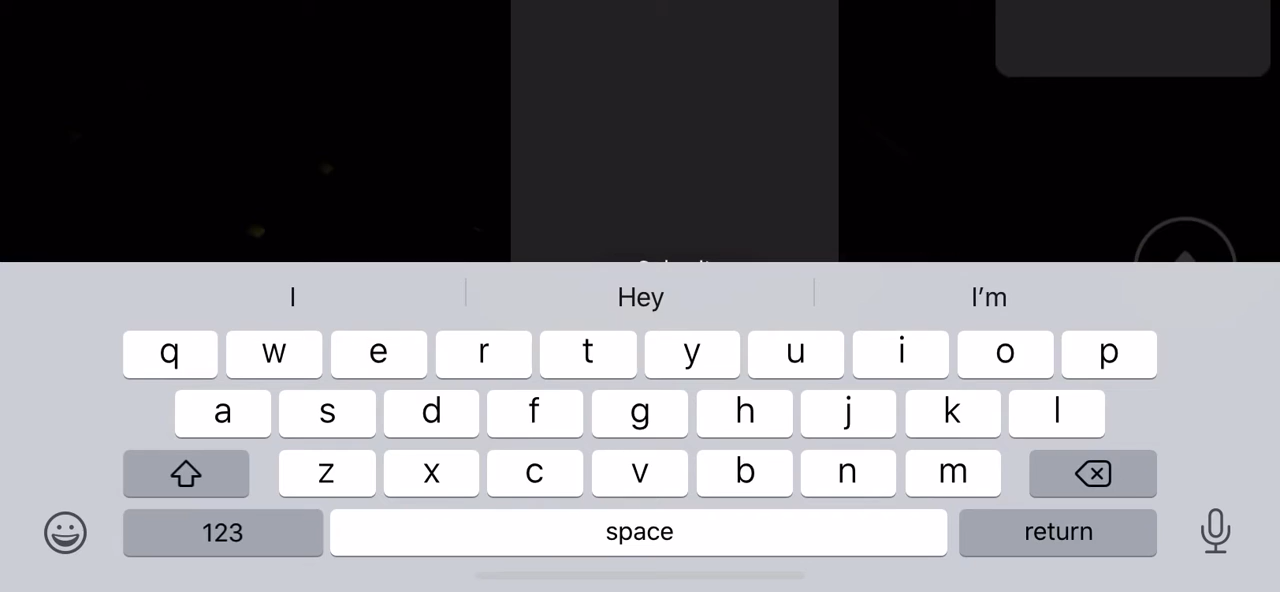 I Hey I’m
q w e r t y u i o p
a s d f g h j k l
z x c v b n m
123 space return